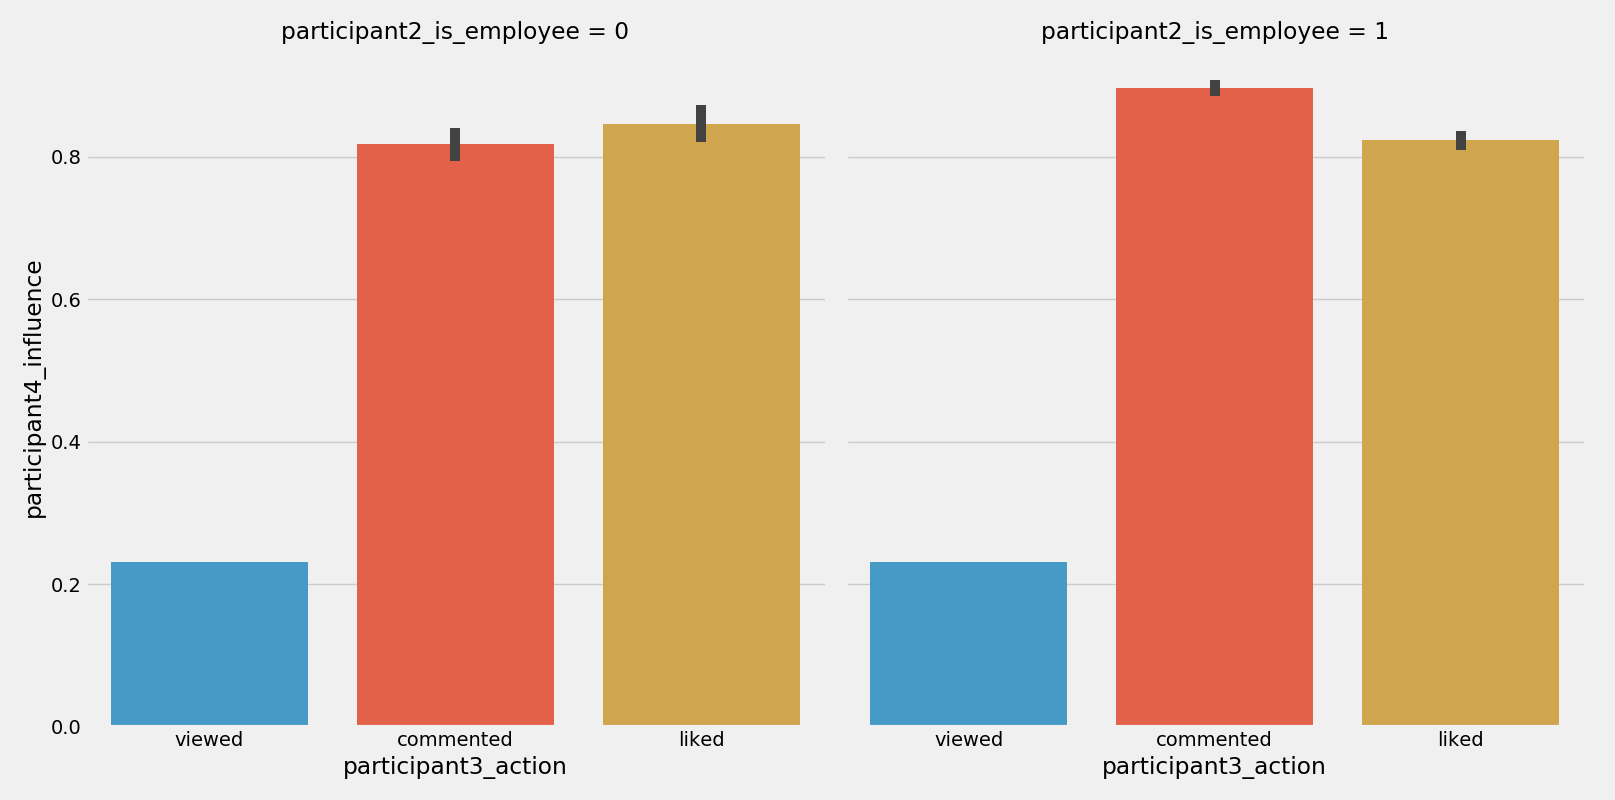 participant2_is_employee = 0
participant2_is_employee = 1
participant4_influence
0.8
0.6
0.4
0.2
0.0
viewed commented liked
viewed commented liked
participant3_action
participant3_action